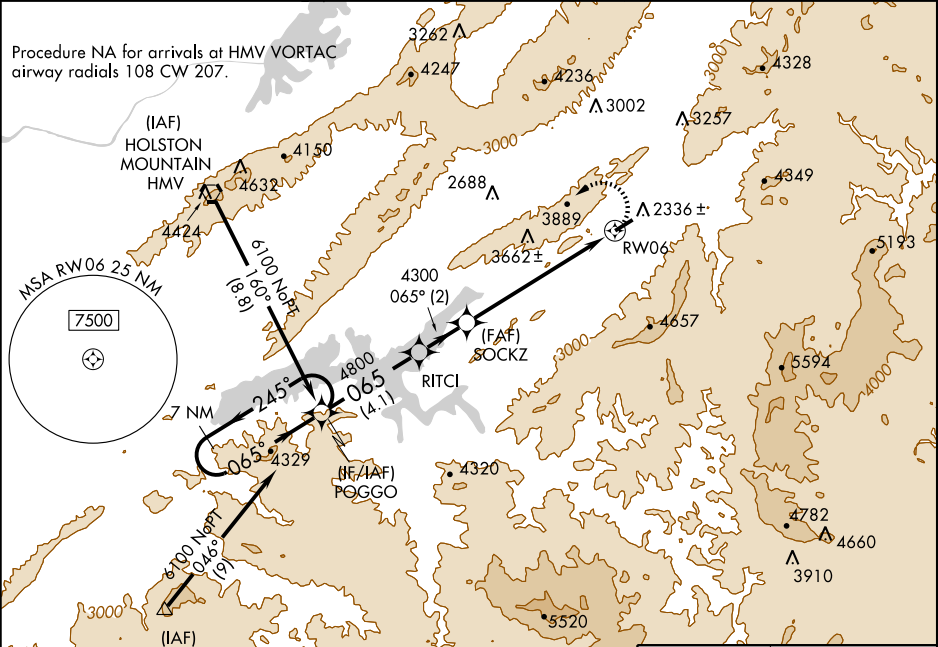 Procedure NA for arrivals at HMV VORTAC
airway radials 108 CW 207.
3262
4247
4236
3000
4328
3002
3257
(IAF)
HOLSTON
MOUNTAIN
HMV
4150
4632
3000
4349
2688
4424
3889
2336 ±
RW06
3662 ±
5193
6100 NoPT
160°
(8.8)
MSA RW06 25 NM
7500
4300
065° (2)
4657
(FAF)
SOCKZ
3000
RITCI
4800
065
(4.1)
5594
4000
245°
7 NM
065°
4329
(IF/IAF)
POGGO
4320
6100 NoPT
046°
(9)
4782
4660
3910
3000
5520
(IAF)